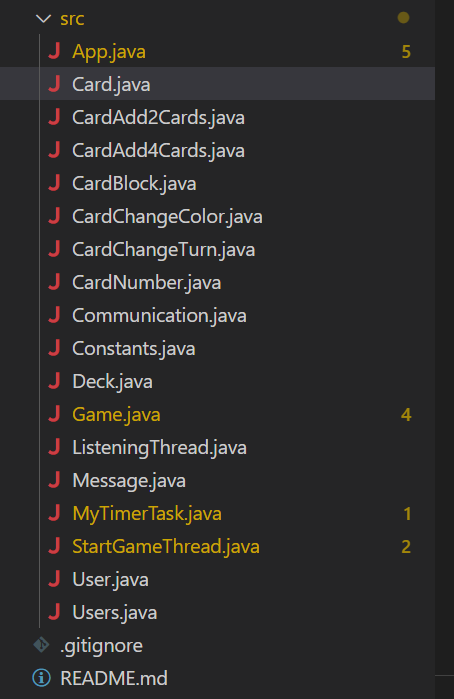 src
App.java 5
Card.java
CardAdd2Cards.java
CardAdd4Cards.java
CardBlock.java
CardChangeColor.java
CardChangeTurn.java
CardNumber.java
Communication.java
Constants.java
Deck.java
Game.java 4
ListeningThread.java
Message.java
MyTimerTask.java 1
StartGameThread.java 2
User.java
Users.java
.gitignore
README.md